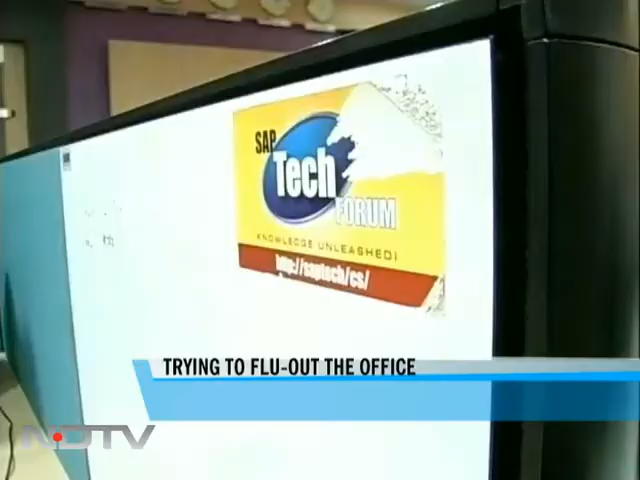 SAP
Tech
FORUM
KNOWLEDGE UNLEASHED!
http://saptech/cs/
TRYING TO FLU-OUT THE OFFICE
NDTV